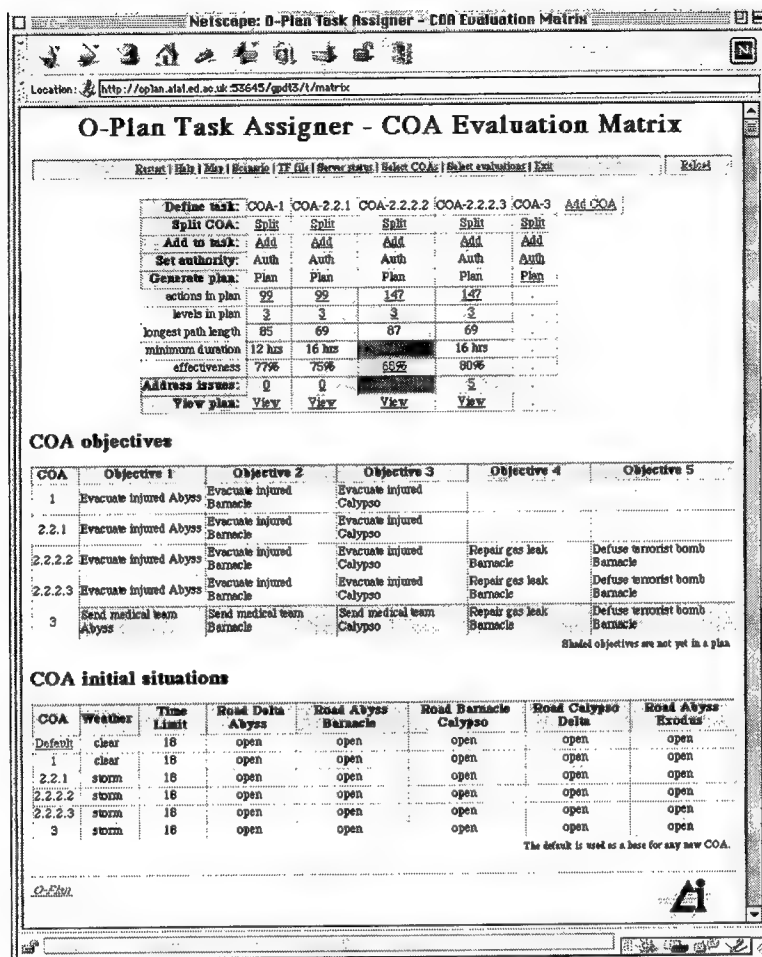 Netscape: O-Plan Task Assigner - COA Evaluation Matrix
N
Location: http://oplan.aiai.ed.ac.uk:53645/gpdt3/t/matrix
O-Plan Task Assigner - COA Evaluation Matrix
Restart | Help | Map | Scenario | TF file | Server status | Select COAs | Select evaluations | Exit Reload
Define task: COA-1 COA-2.2.1 COA-2.2.2.2 COA-2.2.2.3 COA-3 Add COA
Split COA: Split Split Split Split Split
Add to task: Add Add Add Add Add
Set authority: Auth Auth Auth Auth Auth
Generate plan: Plan Plan Plan Plan Plan
actions in plan 99 99 147 147
levels in plan 3 3 3 3
longest path length 85 69 87 69
minimum duration 12 hrs 16 hrs 16 hrs
effectiveness 77% 75% 68% 80%
Address issues: 0 0 5
View plan: View View View View
COA objectives
COA Objective 1 Objective 2 Objective 3 Objective 4 Objective 5
1 Evacuate injured Abyss Evacuate injured Barnacle Evacuate injured Calypso
2.2.1 Evacuate injured Abyss Evacuate injured Barnacle Evacuate injured Calypso
2.2.2.2 Evacuate injured Abyss Evacuate injured Barnacle Evacuate injured Calypso Repair gas leak Barnacle Defuse terrorist bomb Barnacle
2.2.2.3 Evacuate injured Abyss Evacuate injured Barnacle Evacuate injured Calypso Repair gas leak Barnacle Defuse terrorist bomb Barnacle
3 Send medical team Abyss Send medical team Barnacle Send medical team Calypso Repair gas leak Barnacle Defuse terrorist bomb Barnacle
Shaded objectives are not yet in a plan
COA initial situations
COA Weather Time Limit Road Delta Abyss Road Abyss Barnacle Road Barnacle Calypso Road Calypso Delta Road Abyss Exodus
Default clear 18 open open open open open
1 clear 18 open open open open open
2.2.1 storm 18 open open open open open
2.2.2.2 storm 18 open open open open open
2.2.2.3 storm 18 open open open open open
3 storm 18 open open open open open
The default is used as a base for any new COA.
O-Plan
Ai